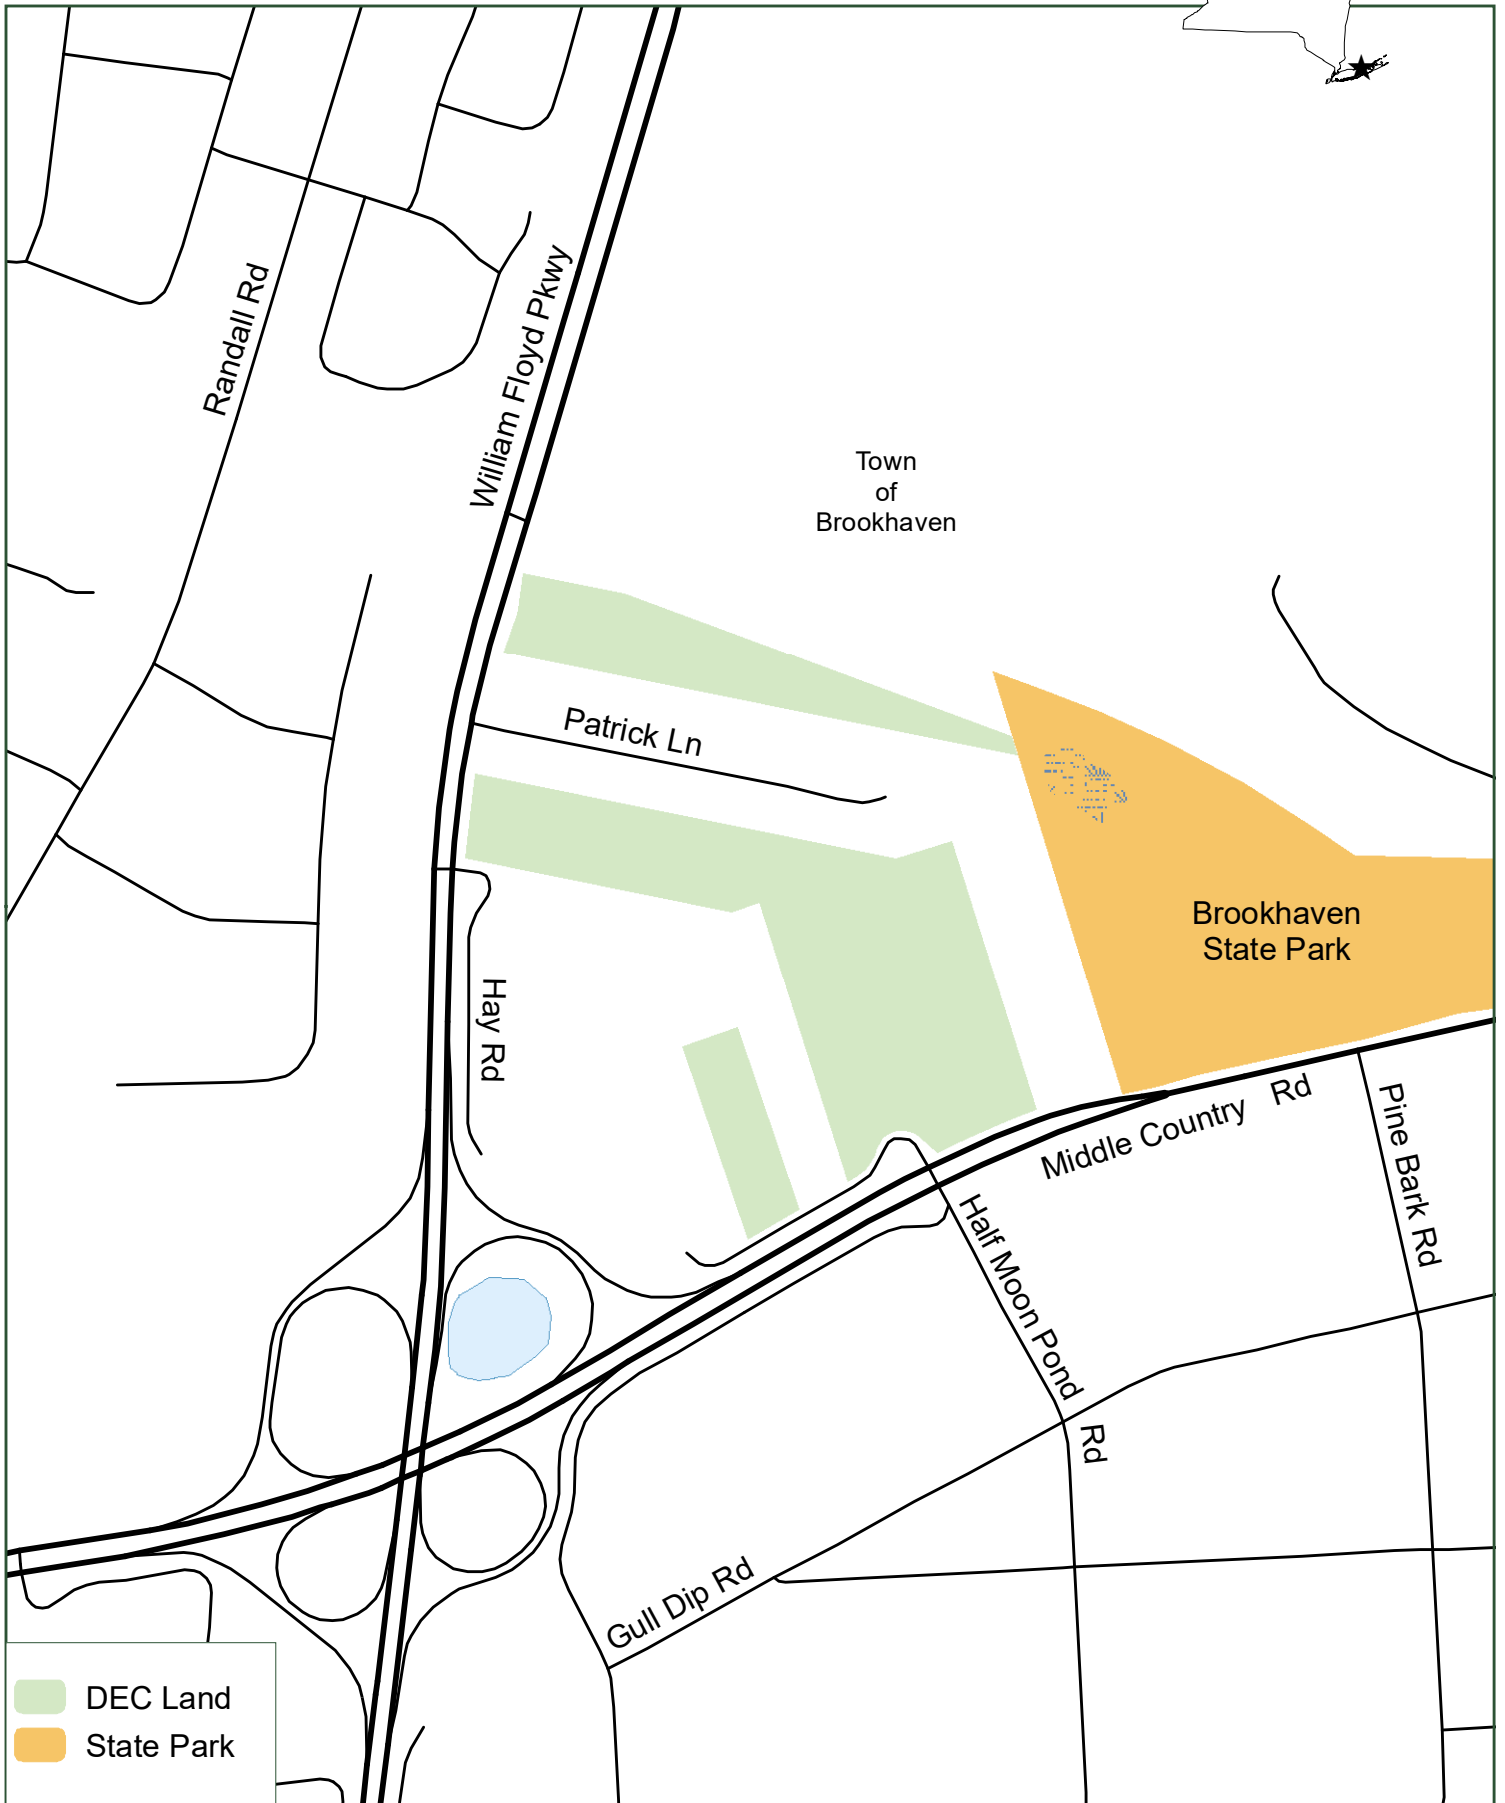 Randall Rd
William Floyd Pkwy
Town
of
Brookhaven
Patrick Ln
Brookhaven
State Park
Hay Rd
Middle Country Rd
Pine Bark Rd
Half Moon Pond Rd
Gull Dip Rd
DEC Land
State Park